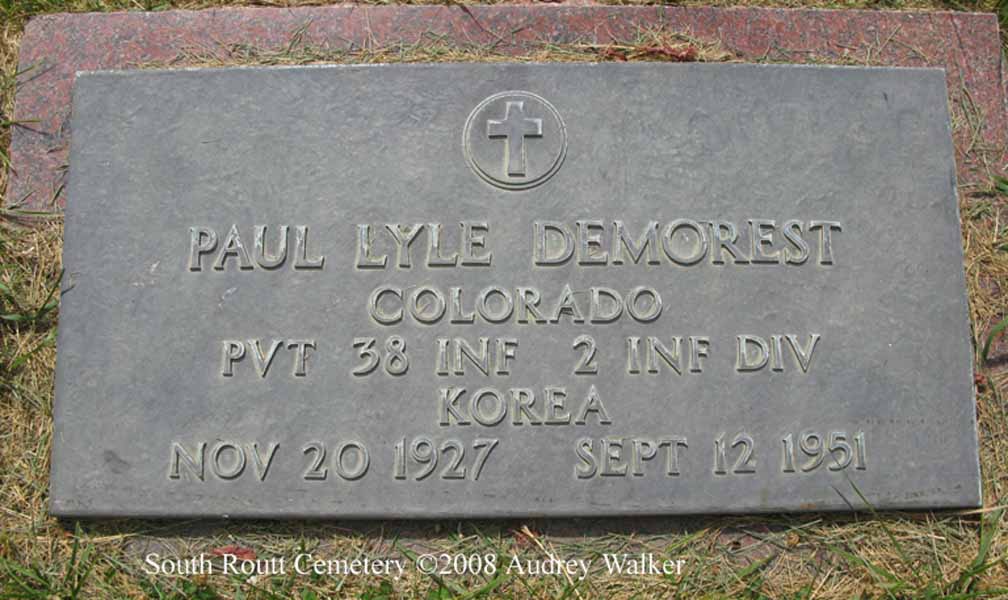 PAUL LYLE DEMOREST
COLORADO
PVT 38 INF 2 INF DIV
KOREA
NOV 20 1927 SEPT 12 1951
South Routt Cemetery ©2008 Audrey Walker